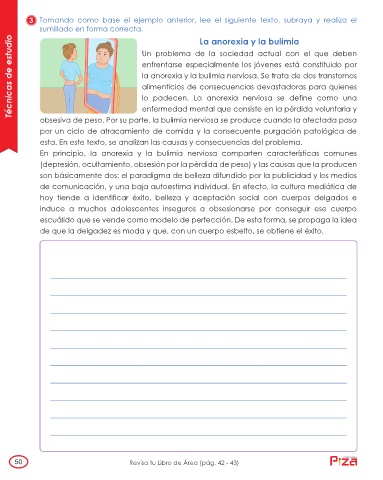 3 Tomando como base el ejemplo anterior, lee el siguiente texto, subraya y realiza el
sumillado en forma correcta.
Técnicas de estudio
La anorexia y la bulimia
Un problema de la sociedad actual con el que deben
enfrentarse especialmente los jóvenes está constituido por
la anorexia y la bulimia nerviosa. Se trata de dos transtornos
alimenticios de consecuencias devastadoras para quienes
lo padecen. La anorexia nerviosa se define como una
enfermedad mental que consiste en la pérdida voluntaria y
obsesiva de peso. Por su parte, la bulimia nerviosa se produce cuando la afectada pasa
por un ciclo de atracamiento de comida y la consecuente purgación patológica de
esta. En este texto, se analizan las causas y consecuencias del problema.
En principio, la anorexia y la bulimia nerviosa comparten características comunes
(depresión, ocultamiento, obsesión por la pérdida de peso) y las causas que la producen
son básicamente dos: el paradigma de belleza difundido por la publicidad y los medios
de comunicación, y una baja autoestima individual. En efecto, la cultura mediática de
hoy tiende a identificar éxito, belleza y aceptación social con cuerpos delgados e
induce a muchos adolescentes inseguros a obsesionarse por conseguir ese cuerpo
escuálido que se vende como modelo de perfección. De esta forma, se propaga la idea
de que la delgadez es moda y que, con un cuerpo esbelto, se obtiene el éxito.
50
Revisa tu Libro de Área (pág. 42 - 43)